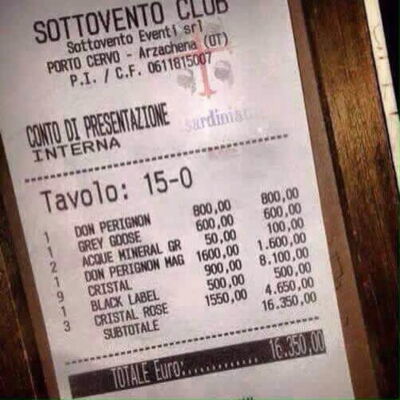 SOTTOVENTO CLUB
Sottovento Eventi srl
PORTO CERVO - Arzachena (OT)
P.I. / C.F. 0611815007
CONTO DI PRESENTAZIONE
INTERNA
sardinia
Tavolo: 15-0
1 DON PERIGNON 800,00 800,00
1 GREY GOOSE 600,00 600,00
2 ACQUE MINERAL GR 50,00 100,00
1 DON PERIGNON MAG 1600,00 1.600,00
9 CRISTAL 900,00 8.100,00
1 BLACK LABEL 500,00 500,00
3 CRISTAL ROSE 1550,00 4.650,00
SUBTOTALE 16.350,00
TOTALE Euro:............. 16.350,00